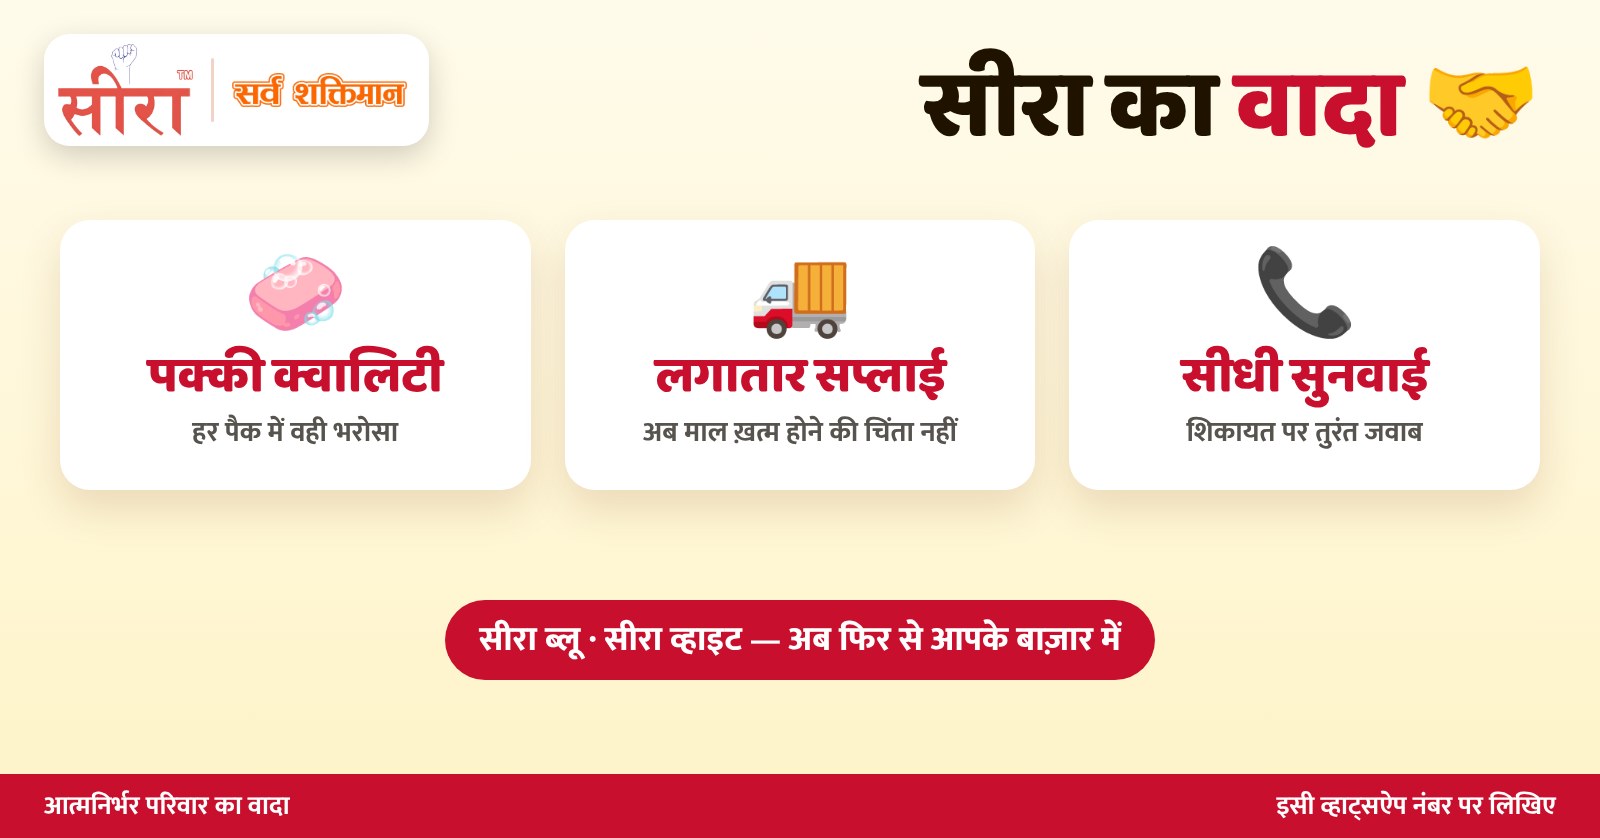 सीरा TM
सर्व शक्तिमान
सीरा का वादा
पक्की क्वालिटी
हर पैक में वही भरोसा
लगातार सप्लाई
अब माल ख़त्म होने की चिंता नहीं
सीधी सुनवाई
शिकायत पर तुरंत जवाब
सीरा ब्लू · सीरा व्हाइट — अब फिर से आपके बाज़ार में
आत्मनिर्भर परिवार का वादा
इसी व्हाट्सऐप नंबर पर लिखिए